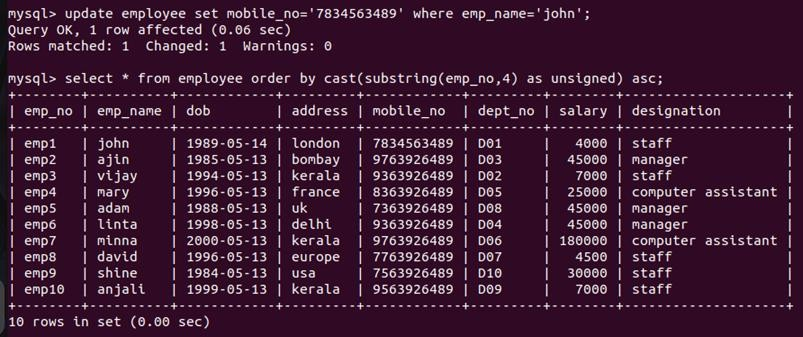 mysql> update employee set mobile_no='7834563489' where emp_name='john';
Query OK, 1 row affected (0.06 sec)
Rows matched: 1  Changed: 1  Warnings: 0
mysql> select * from employee order by cast(substring(emp_no,4) as unsigned) asc;
+--------+----------+------------+---------+------------+---------+--------+--------------------+
| emp_no | emp_name | dob        | address | mobile_no  | dept_no | salary | designation        |
+--------+----------+------------+---------+------------+---------+--------+--------------------+
| emp1   | john     | 1989-05-14 | london  | 7834563489 | D01     |   4000 | staff              |
| emp2   | ajin     | 1985-05-13 | bombay  | 9763926489 | D03     |  45000 | manager            |
| emp3   | vijay    | 1994-05-13 | kerala  | 9363926489 | D02     |   7000 | staff              |
| emp4   | mary     | 1996-05-13 | france  | 8363926489 | D05     |  25000 | computer assistant |
| emp5   | adam     | 1988-05-13 | uk      | 7363926489 | D08     |  45000 | manager            |
| emp6   | linta    | 1998-05-13 | delhi   | 9363926489 | D04     |  45000 | manager            |
| emp7   | minna    | 2000-05-13 | kerala  | 9763926489 | D06     | 180000 | computer assistant |
| emp8   | david    | 1996-05-13 | europe  | 7763926489 | D07     |   4500 | staff              |
| emp9   | shine    | 1984-05-13 | usa     | 7563926489 | D10     |  30000 | staff              |
| emp10  | anjali   | 1999-05-13 | kerala  | 9563926489 | D09     |   7000 | staff              |
+--------+----------+------------+---------+------------+---------+--------+--------------------+
10 rows in set (0.00 sec)